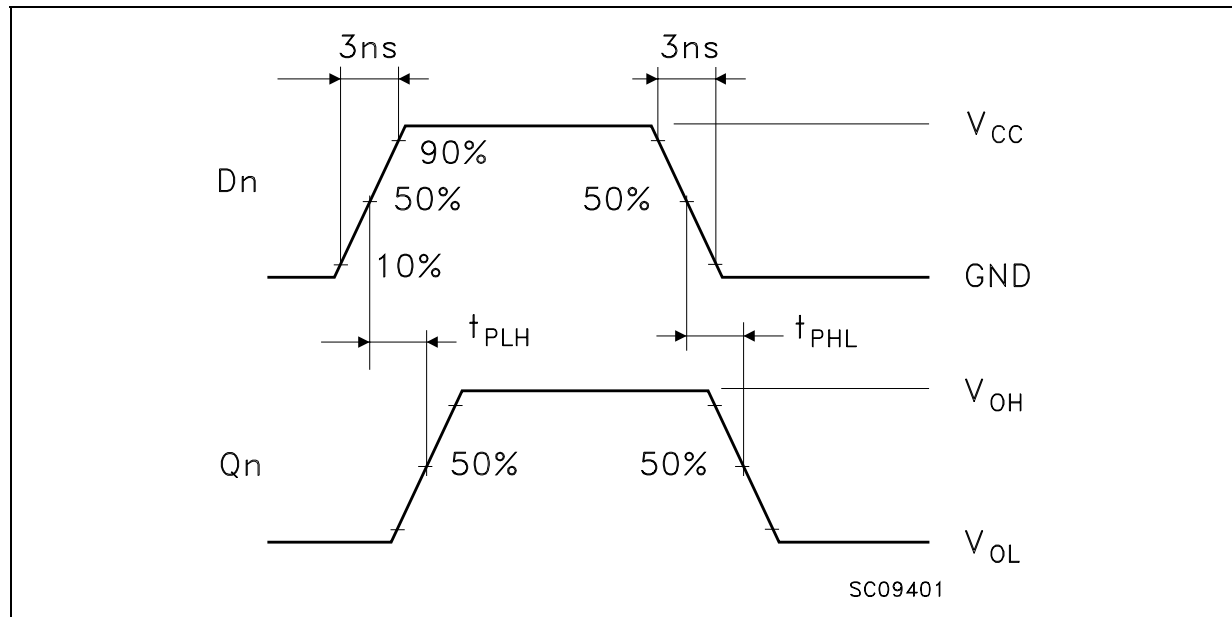 3ns 3ns
V_CC
90%
Dn 50% 50%
10% GND
t_PLH t_PHL
V_OH
Qn 50% 50%
V_OL
SC09401